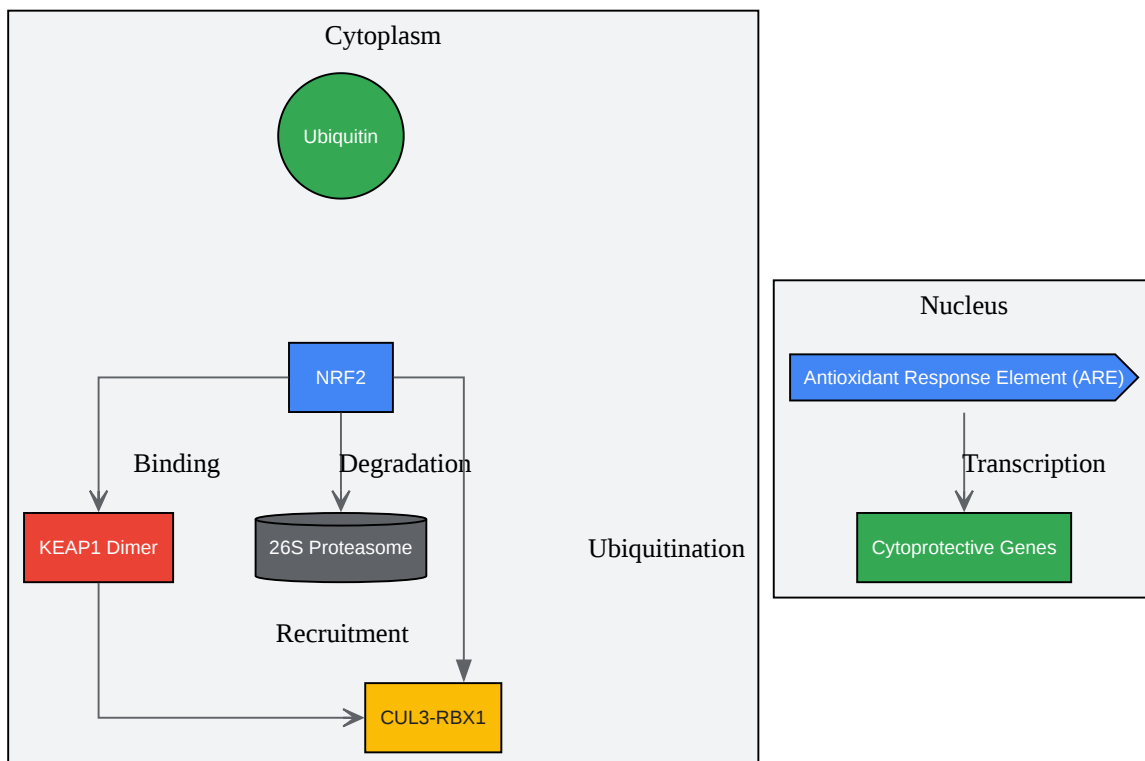 Cytoplasm
Ubiquitin
Nucleus
NRF2
Antioxidant Response Element (ARE)
Binding
Degradation
Transcription
KEAP1 Dimer
26S Proteasome
Ubiquitination
Cytoprotective Genes
Recruitment
CUL3-RBX1